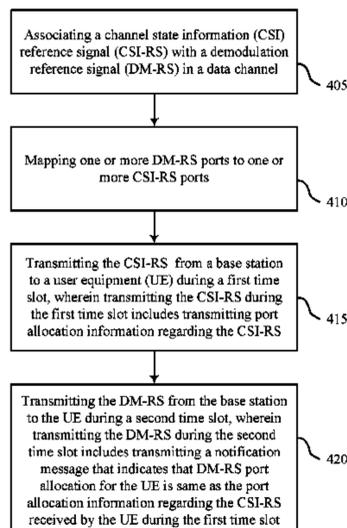 Associating a channel state information (CSI)
reference signal (CSI-RS) with a demodulation
reference signal (DM-RS) in a data channel
405
Mapping one or more DM-RS ports to one or
more CSI-RS ports
410
Transmitting the CSI-RS from a base station
to a user equipment (UE) during a first time
slot, wherein transmitting the CSI-RS during
the first time slot includes transmitting port
allocation information regarding the CSI-RS
415
Transmitting the DM-RS from the base station
to the UE during a second time slot, wherein
transmitting the DM-RS during the second
time slot includes transmitting a notification
message that indicates that DM-RS port
allocation for the UE is same as the port
allocation information regarding the CSI-RS
received by the UE during the first time slot
420